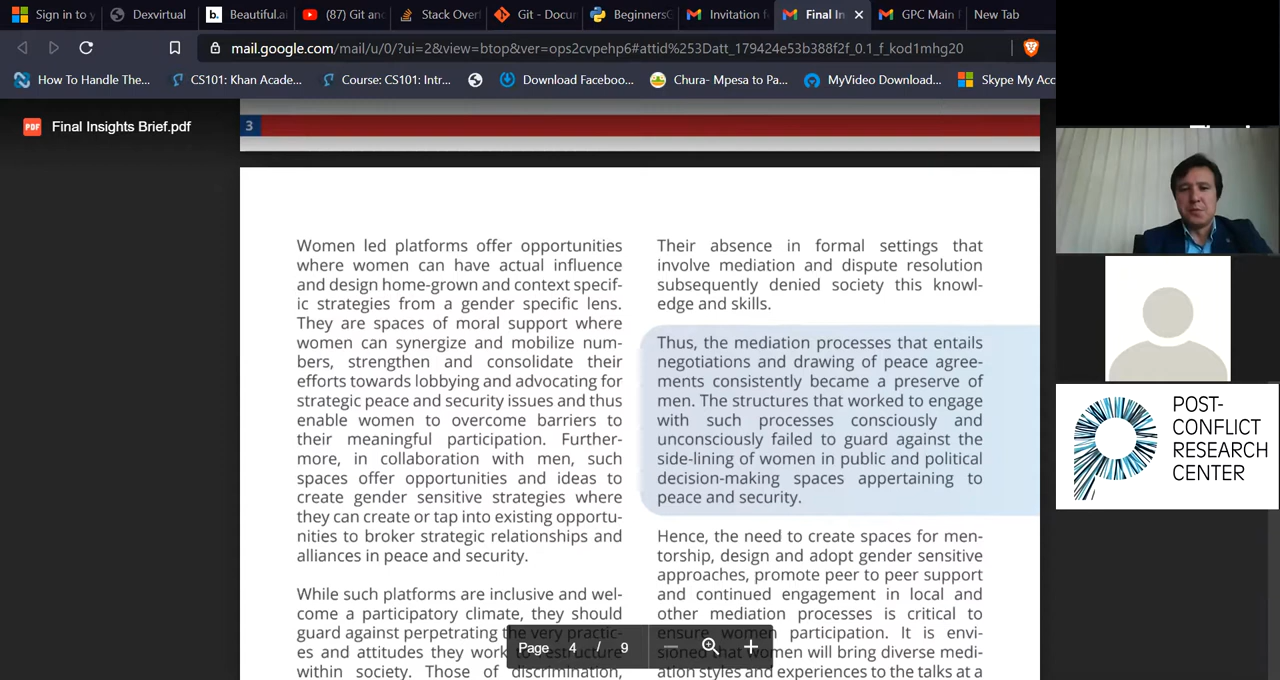 Sign in to y
Dexvirtual
b. Beautiful.ai
(87) Git anc
Stack Over
Git - Docur
BeginnersG
Invitation f
Final In
GPC Main
New Tab
mail.google.com/mail/u/0/?ui=2&view=btop&ver=ops2cvpehp6#attid%253Datt_179424e53b388f2f_0.1_f_kod1mhg20
How To Handle The...
CS101: Khan Acade...
Course: CS101: Intr...
Download Faceboo...
Chura- Mpesa to Pa...
MyVideo Download...
Skype My Acc
PDF Final Insights Brief.pdf
3
Women led platforms offer opportunities
where women can have actual influence
and design home-grown and context specif-
ic strategies from a gender specific lens.
They are spaces of moral support where
women can synergize and mobilize num-
bers, strengthen and consolidate their
efforts towards lobbying and advocating for
strategic peace and security issues and thus
enable women to overcome barriers to
their meaningful participation. Further-
more, in collaboration with men, such
spaces offer opportunities and ideas to
create gender sensitive strategies where
they can create or tap into existing opportu-
nities to broker strategic relationships and
alliances in peace and security.
While such platforms are inclusive and wel-
come a participatory climate, they should
guard against perpetrating the very practic-
es and attitudes they work to restructure
within society. Those of discrimination,
Their absence in formal settings that
involve mediation and dispute resolution
subsequently denied society this knowl-
edge and skills.
Thus, the mediation processes that entails
negotiations and drawing of peace agree-
ments consistently became a preserve of
men. The structures that worked to engage
with such processes consciously and
unconsciously failed to guard against the
side-lining of women in public and political
decision-making spaces appertaining to
peace and security.
Hence, the need to create spaces for men-
torship, design and adopt gender sensitive
approaches, promote peer to peer support
and continued engagement in local and
other mediation processes is critical to
ensure women participation. It is envi-
sioned that women will bring diverse medi-
ation styles and experiences to the talks at a
Page 4 / 9
POST-
CONFLICT
RESEARCH
CENTER